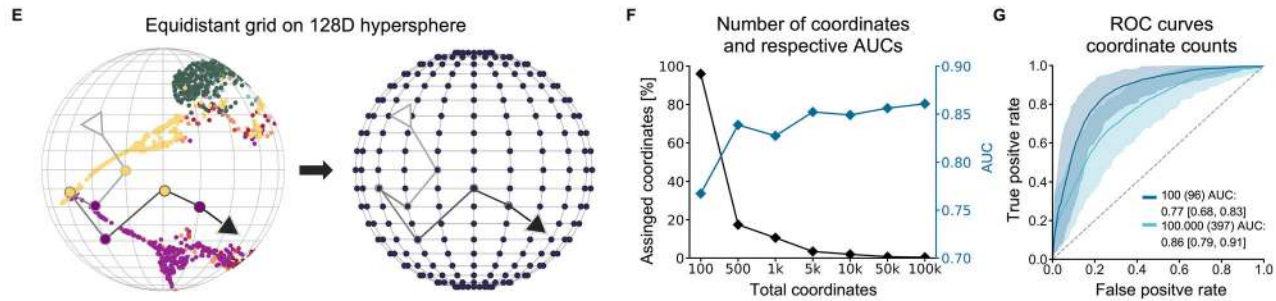 E
Equidistant grid on 128D hypersphere
F
Number of coordinates
and respective AUCs
Assinged coordinates [%]
100
80
60
40
20
0
0.90
0.85
0.80
0.75
0.70
AUC
100 500 1k 5k 10k 50k 100k
Total coordinates
G
ROC curves
coordinate counts
True positve rate
1.0
0.8
0.6
0.4
0.2
0.0
100 (96) AUC:
0.77 [0.68, 0.83]
100.000 (397) AUC:
0.86 [0.79, 0.91]
0.0 0.2 0.4 0.6 0.8 1.0
False positve rate